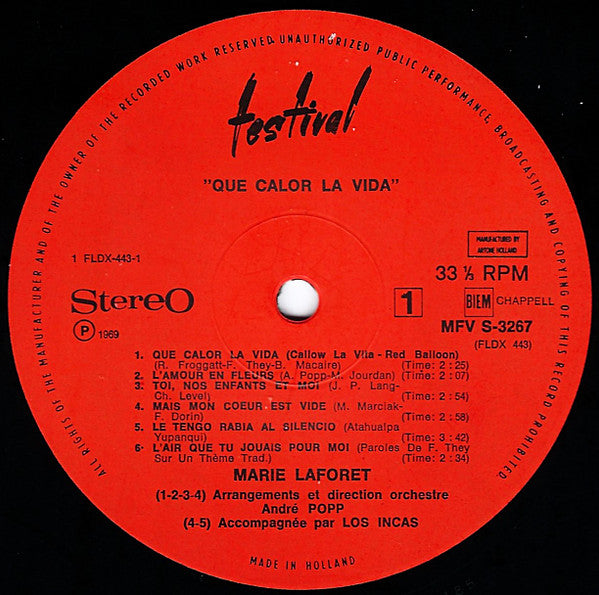 ALL RIGHTS OF THE MANUFACTURER AND OF THE OWNER OF THE RECORDED WORK RESERVED. UNAUTHORIZED PUBLIC PERFORMANCE, BROADCASTING AND COPYING OF THIS RECORD PROHIBITED
festival
"QUE CALOR LA VIDA"
1 FLDX-443-1
MANUFACTURED BY
ARTONE HOLLAND
33 ⅓ RPM
Stereo
1
BIEM CHAPPELL
P 1969
MFV S-3267
(FLDX 443)
1. QUE CALOR LA VIDA (Callow La Vita - Red Balloon)
(R. Froggatt-F. They-B. Macaire) (Time: 2 : 25)
2. L'AMOUR EN FLEURS (A. Popp-M. Jourdan) (Time: 2 : 07)
3. TOI, NOS ENFANTS ET MOI (J. P. Lang-
Ch. Level) (Time: 2 : 54)
4. MAIS MON COEUR EST VIDE (M. Marciak-
F. Dorin) (Time: 2 : 58)
5. LE TENGO RABIA AL SILENCIO (Atahualpa
Yupanqui) (Time: 3 : 42)
6. L'AIR QUE TU JOUAIS POUR MOI (Paroles De F. They
Sur Un Thème Trad.) (Time: 2 : 34)
MARIE LAFORET
(1-2-3-4) Arrangements et direction orchestre
André POPP
(4-5) Accompagnée par LOS INCAS
MADE IN HOLLAND